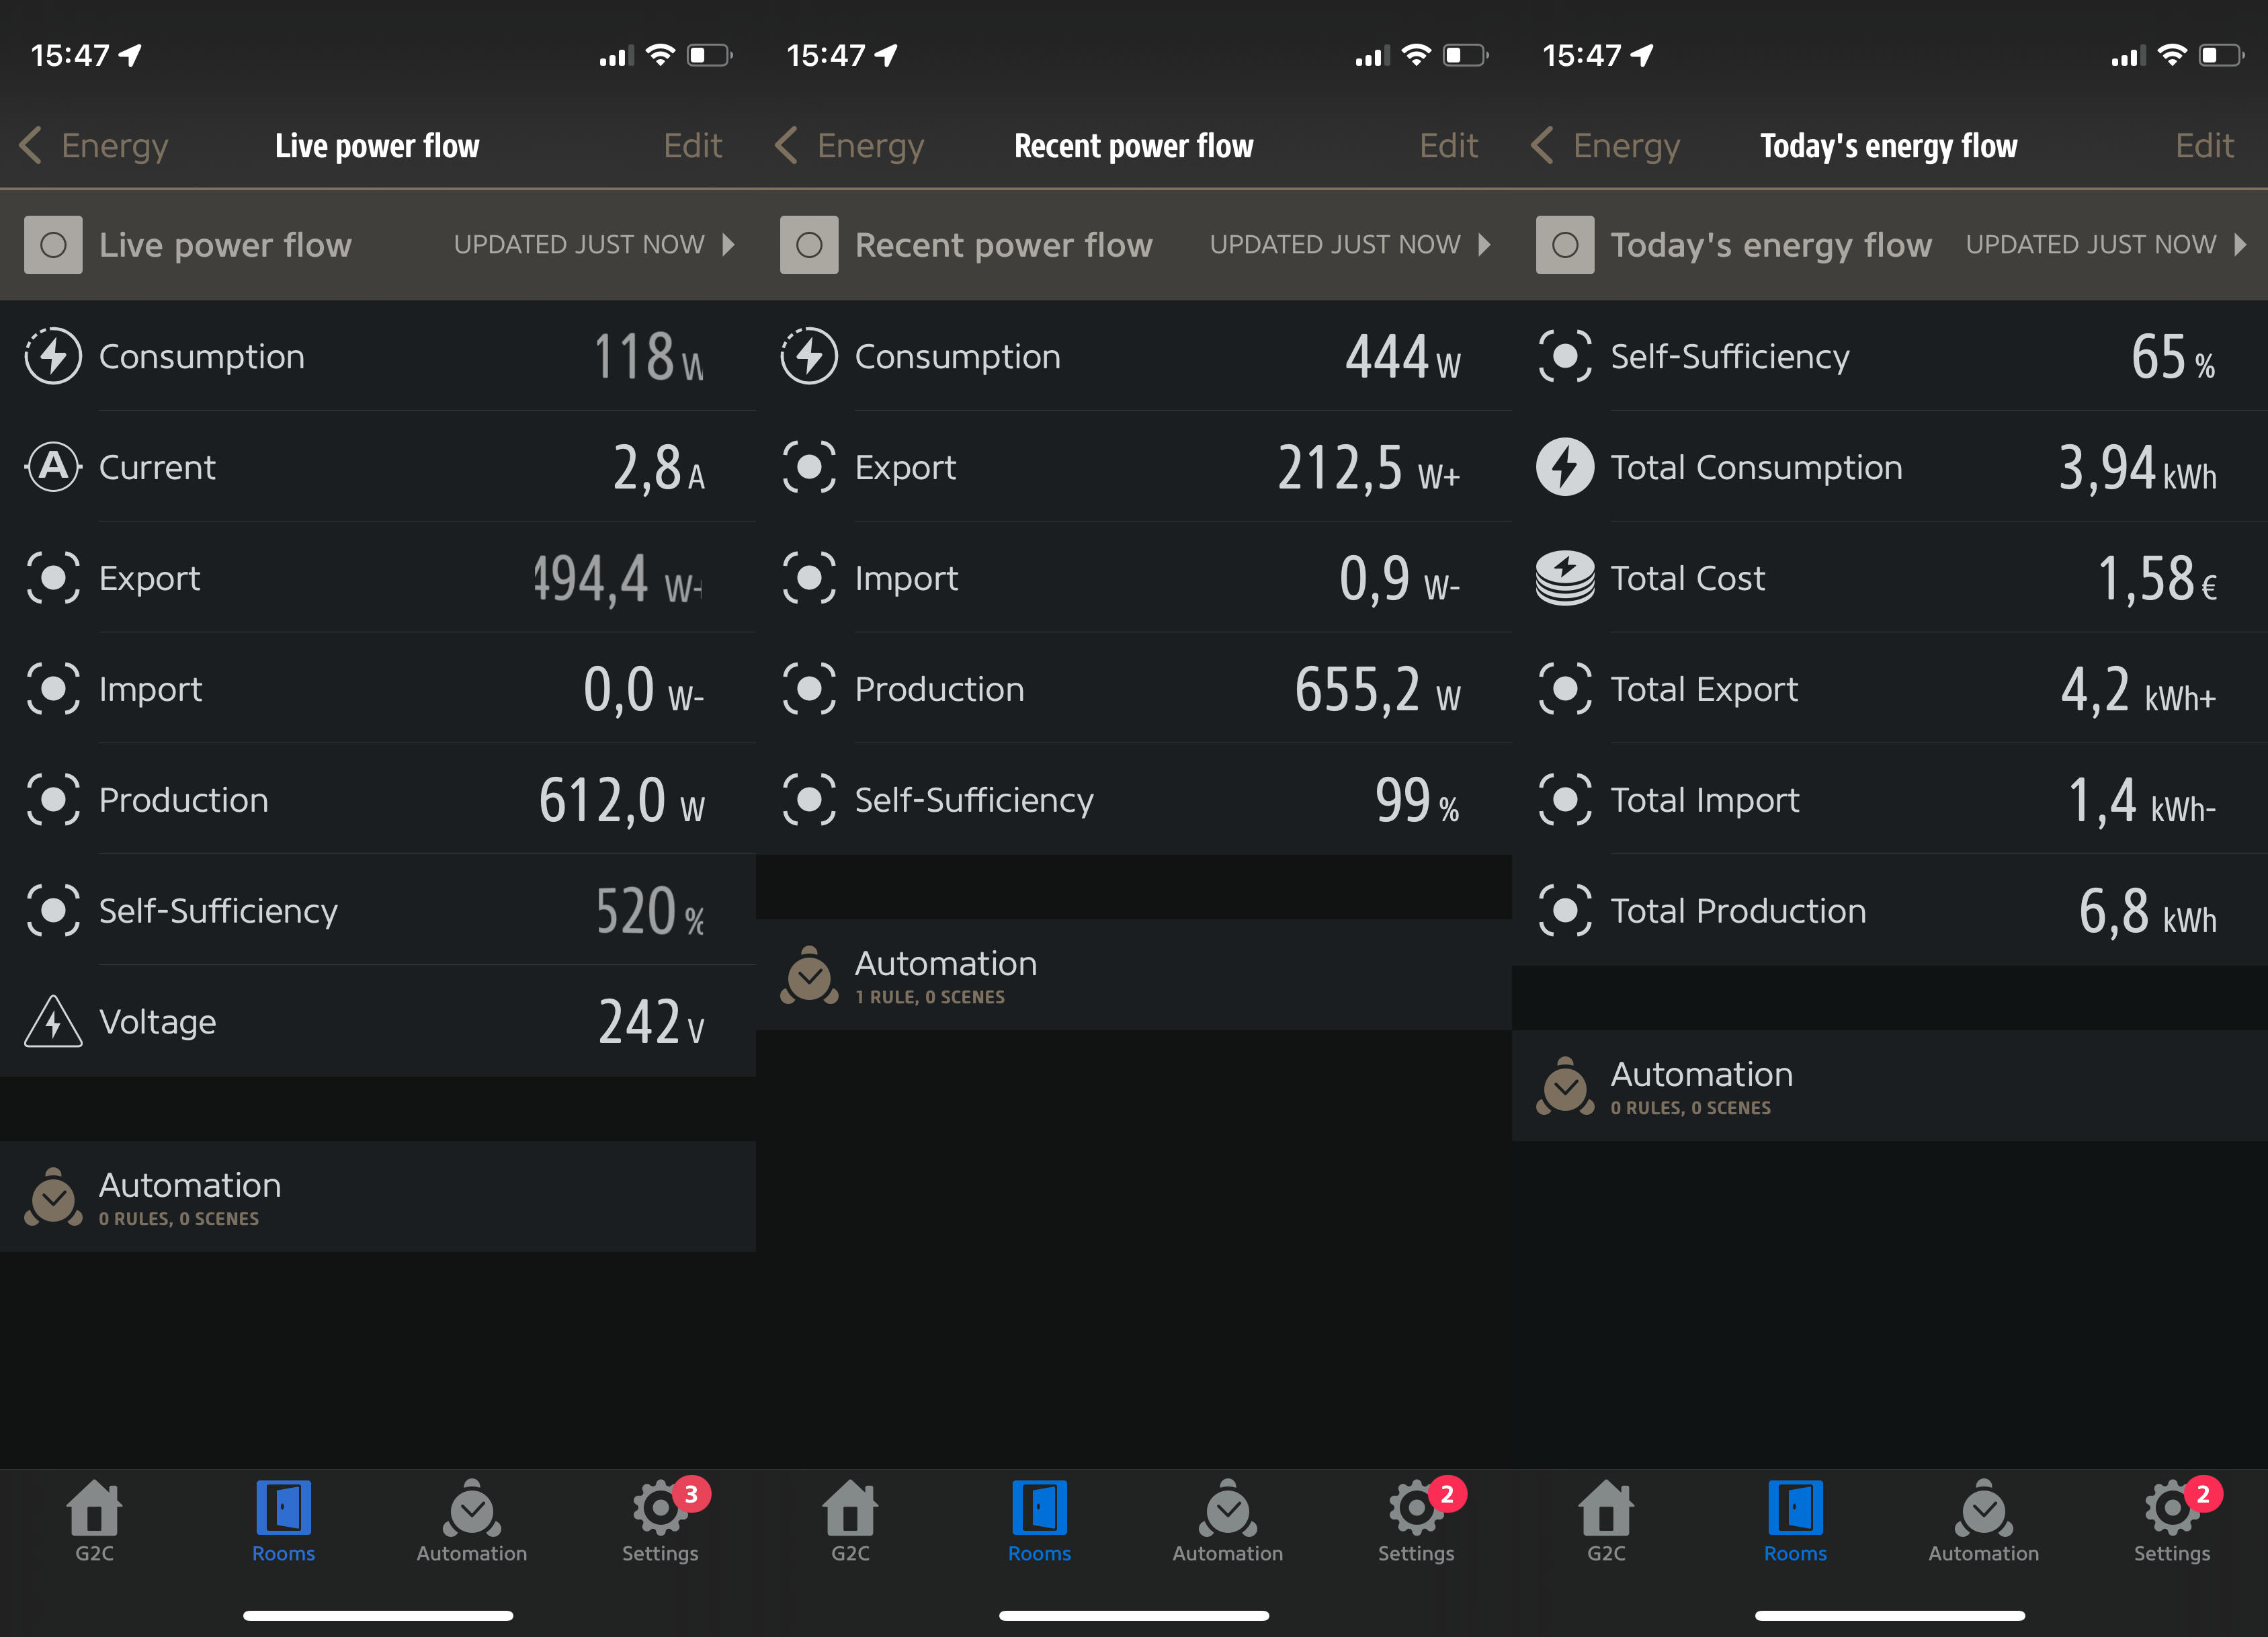 15:47
Energy
Live power flow
Edit
Live power flow
UPDATED JUST NOW
Consumption
118 W
Current
2,8 A
Export
494,4 W+
Import
0,0 W-
Production
612,0 W
Self-Sufficiency
520 %
Voltage
242 V
Automation
0 RULES, 0 SCENES
G2C
Rooms
Automation
3
Settings
15:47
Energy
Recent power flow
Edit
Recent power flow
UPDATED JUST NOW
Consumption
444 W
Export
212,5 W+
Import
0,9 W-
Production
655,2 W
Self-Sufficiency
99 %
Automation
1 RULE, 0 SCENES
G2C
Rooms
Automation
2
Settings
15:47
Energy
Today's energy flow
Edit
Today's energy flow
UPDATED JUST NOW
Self-Sufficiency
65 %
Total Consumption
3,94 kWh
Total Cost
1,58 €
Total Export
4,2 kWh+
Total Import
1,4 kWh-
Total Production
6,8 kWh
Automation
0 RULES, 0 SCENES
G2C
Rooms
Automation
2
Settings